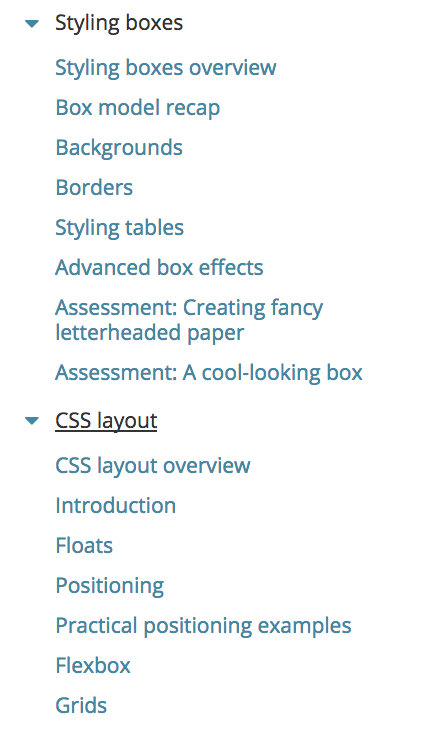 Styling boxes
Styling boxes overview
Box model recap
Backgrounds
Borders
Styling tables
Advanced box effects
Assessment: Creating fancy
letterheaded paper
Assessment: A cool-looking box
CSS layout
CSS layout overview
Introduction
Floats
Positioning
Practical positioning examples
Flexbox
Grids